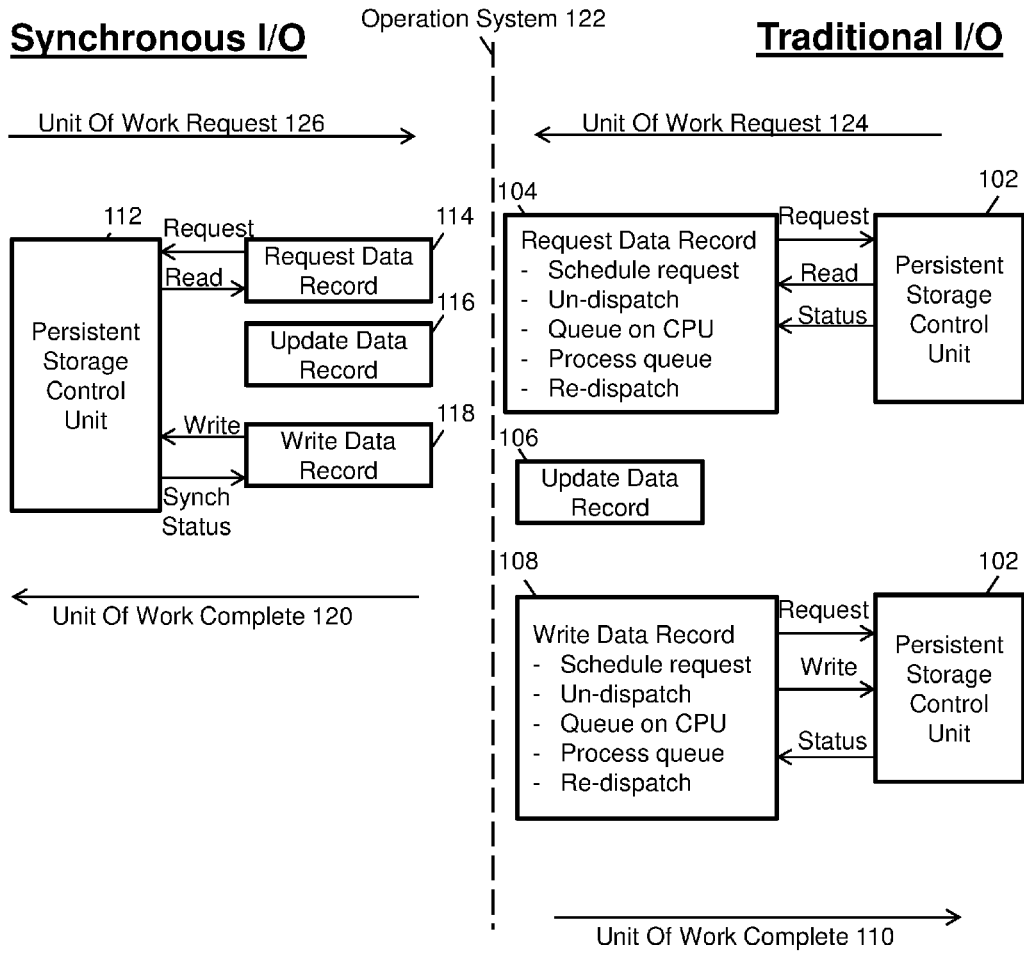 Operation System 122
Synchronous I/O
Traditional I/O
Unit Of Work Request 126
Unit Of Work Request 124
112
Request
114
Request Data
Record
Read
116
Persistent
Storage
Control
Unit
Update Data
Record
118
Write
Write Data
Record
Synch
Status
Unit Of Work Complete 120
104
Request
102
Request Data Record
- Schedule request
- Un-dispatch
- Queue on CPU
- Process queue
- Re-dispatch
Read
Status
Persistent
Storage
Control
Unit
106
Update Data
Record
108
Request
102
Write Data Record
- Schedule request
- Un-dispatch
- Queue on CPU
- Process queue
- Re-dispatch
Write
Status
Persistent
Storage
Control
Unit
Unit Of Work Complete 110